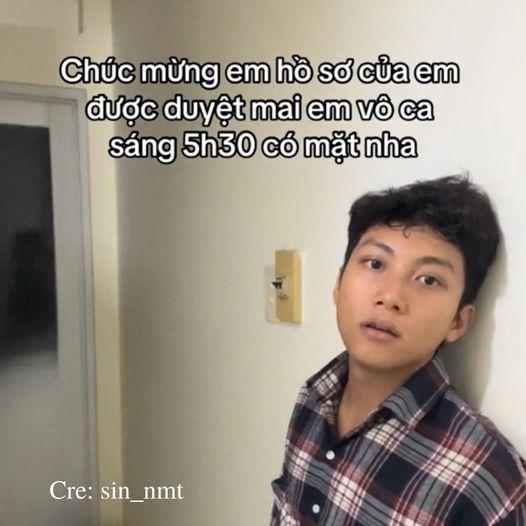 Chúc mừng em hồ sơ của em
được duyệt mai em vô ca
sáng 5h30 có mặt nha
Cre: sin_nmt